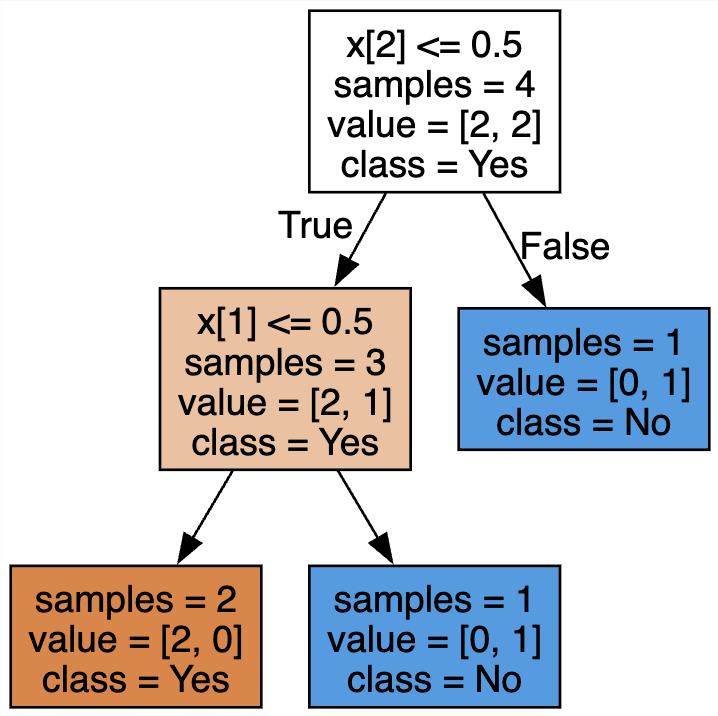 x[2] <= 0.5
samples = 4
value = [2, 2]
class = Yes
True
False
x[1] <= 0.5
samples = 3
value = [2, 1]
class = Yes
samples = 1
value = [0, 1]
class = No
samples = 2
value = [2, 0]
class = Yes
samples = 1
value = [0, 1]
class = No